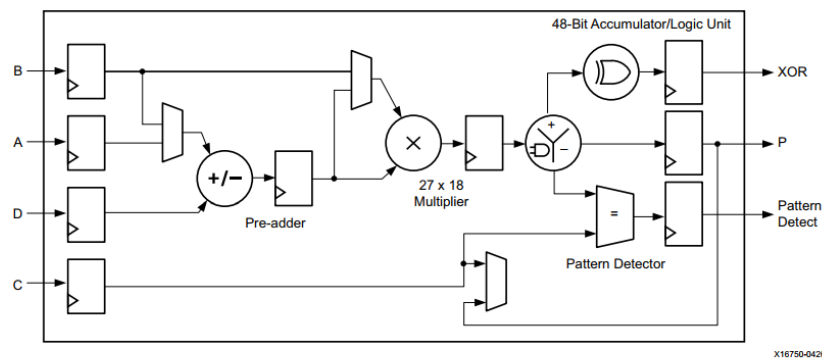 48-Bit Accumulator/Logic Unit
B
XOR
A
+
-
P
×
+/–
27 x 18
Multiplier
D
=
Pattern
Detect
Pre-adder
Pattern Detector
C